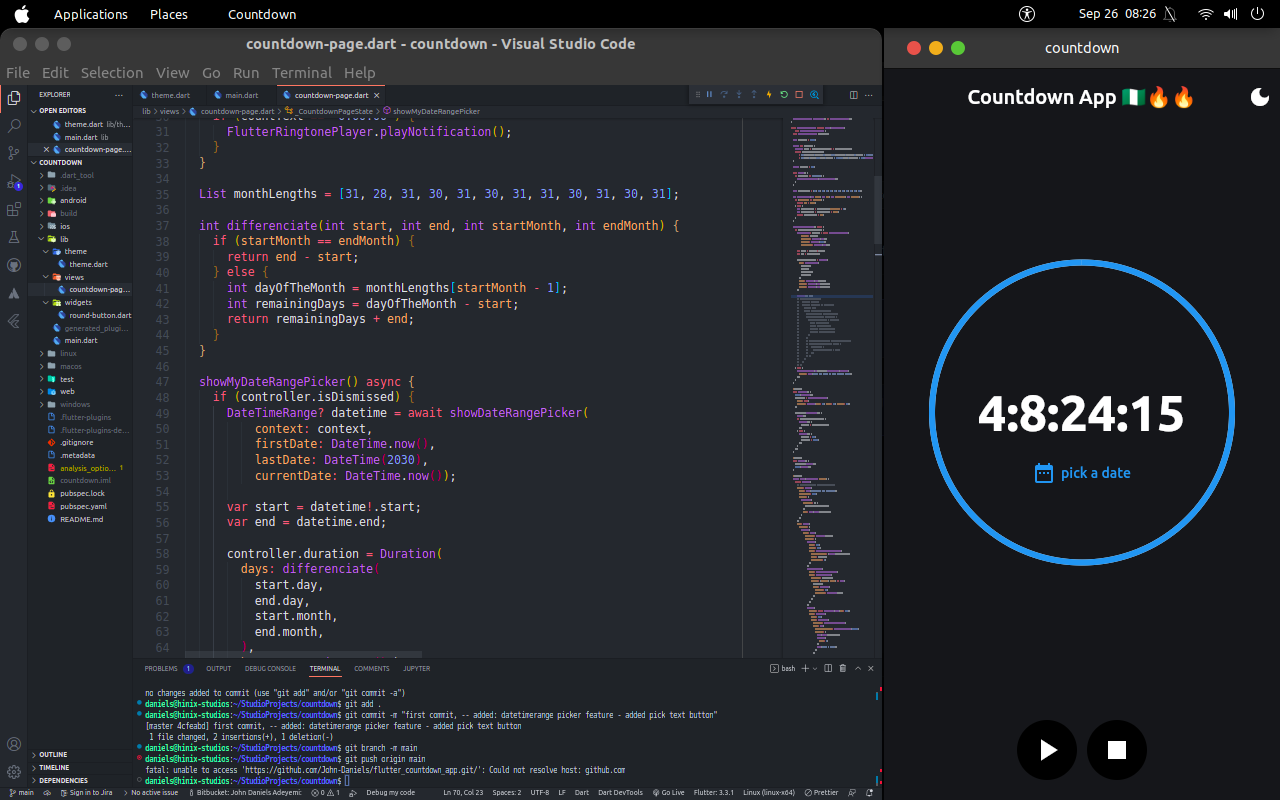 Applications Places Countdown Sep 26 08:26
countdown-page.dart - countdown - Visual Studio Code
countdown
File Edit Selection View Go Run Terminal Help
EXPLORER
OPEN EDITORS
theme.dart lib/th...
main.dart lib
countdown-page....
COUNTDOWN
.dart_tool
.idea
android
build
ios
lib
theme
theme.dart
views
countdown-pag...
widgets
round-button.dart
generated_plugi...
main.dart
linux
macos
test
web
windows
.flutter-plugins
.flutter-plugins-de...
.gitignore
.metadata
analysis_optio... 1
countdown.iml
pubspec.lock
pubspec.yaml
README.md
OUTLINE
TIMELINE
DEPENDENCIES
theme.dart main.dart countdown-page.dart
lib > views > countdown-page.dart > _CountdownPageState > showMyDateRangePicker
31 FlutterRingtonePlayer.playNotification();
32 }
33 }
34
35 List monthLengths = [31, 28, 31, 30, 31, 30, 31, 31, 30, 31, 30, 31];
36
37 int differenciate(int start, int end, int startMonth, int endMonth) {
38 if (startMonth == endMonth) {
39 return end - start;
40 } else {
41 int dayOfTheMonth = monthLengths[startMonth - 1];
42 int remainingDays = dayOfTheMonth - start;
43 return remainingDays + end;
44 }
45 }
46
47 showMyDateRangePicker() async {
48 if (controller.isDismissed) {
49 DateTimeRange? datetime = await showDateRangePicker(
50 context: context,
51 firstDate: DateTime.now(),
52 lastDate: DateTime(2030),
53 currentDate: DateTime.now());
54
55 var start = datetime!.start;
56 var end = datetime.end;
57
58 controller.duration = Duration(
59 days: differenciate(
60 start.day,
61 end.day,
62 start.month,
63 end.month,
64 ),
PROBLEMS 1 OUTPUT DEBUG CONSOLE TERMINAL COMMENTS JUPYTER bash
no changes added to commit (use "git add" and/or "git commit -a")
daniels@hinix-studios:~/StudioProjects/countdown$ git add .
daniels@hinix-studios:~/StudioProjects/countdown$ git commit -m "first commit, -- added: datetimerange picker feature - added pick text button"
[master 4cfeabd] first commit, -- added: datetimerange picker feature - added pick text button
1 file changed, 2 insertions(+), 1 deletion(-)
daniels@hinix-studios:~/StudioProjects/countdown$ git branch -m main
daniels@hinix-studios:~/StudioProjects/countdown$ git push origin main
fatal: unable to access 'https://github.com/John-Daniels/flutter_countdown_app.git/': Could not resolve host: github.com
daniels@hinix-studios:~/StudioProjects/countdown$
main Sign in to Jira No active issue Bitbucket: John Daniels Adeyemi: 0 1 Debug my code Ln 70, Col 23 Spaces: 2 UTF-8 LF Dart Dart DevTools Go Live Flutter: 3.3.1 Linux (linux-x64) Prettier
Countdown App 🇳🇬🔥🔥
4:8:24:15
pick a date